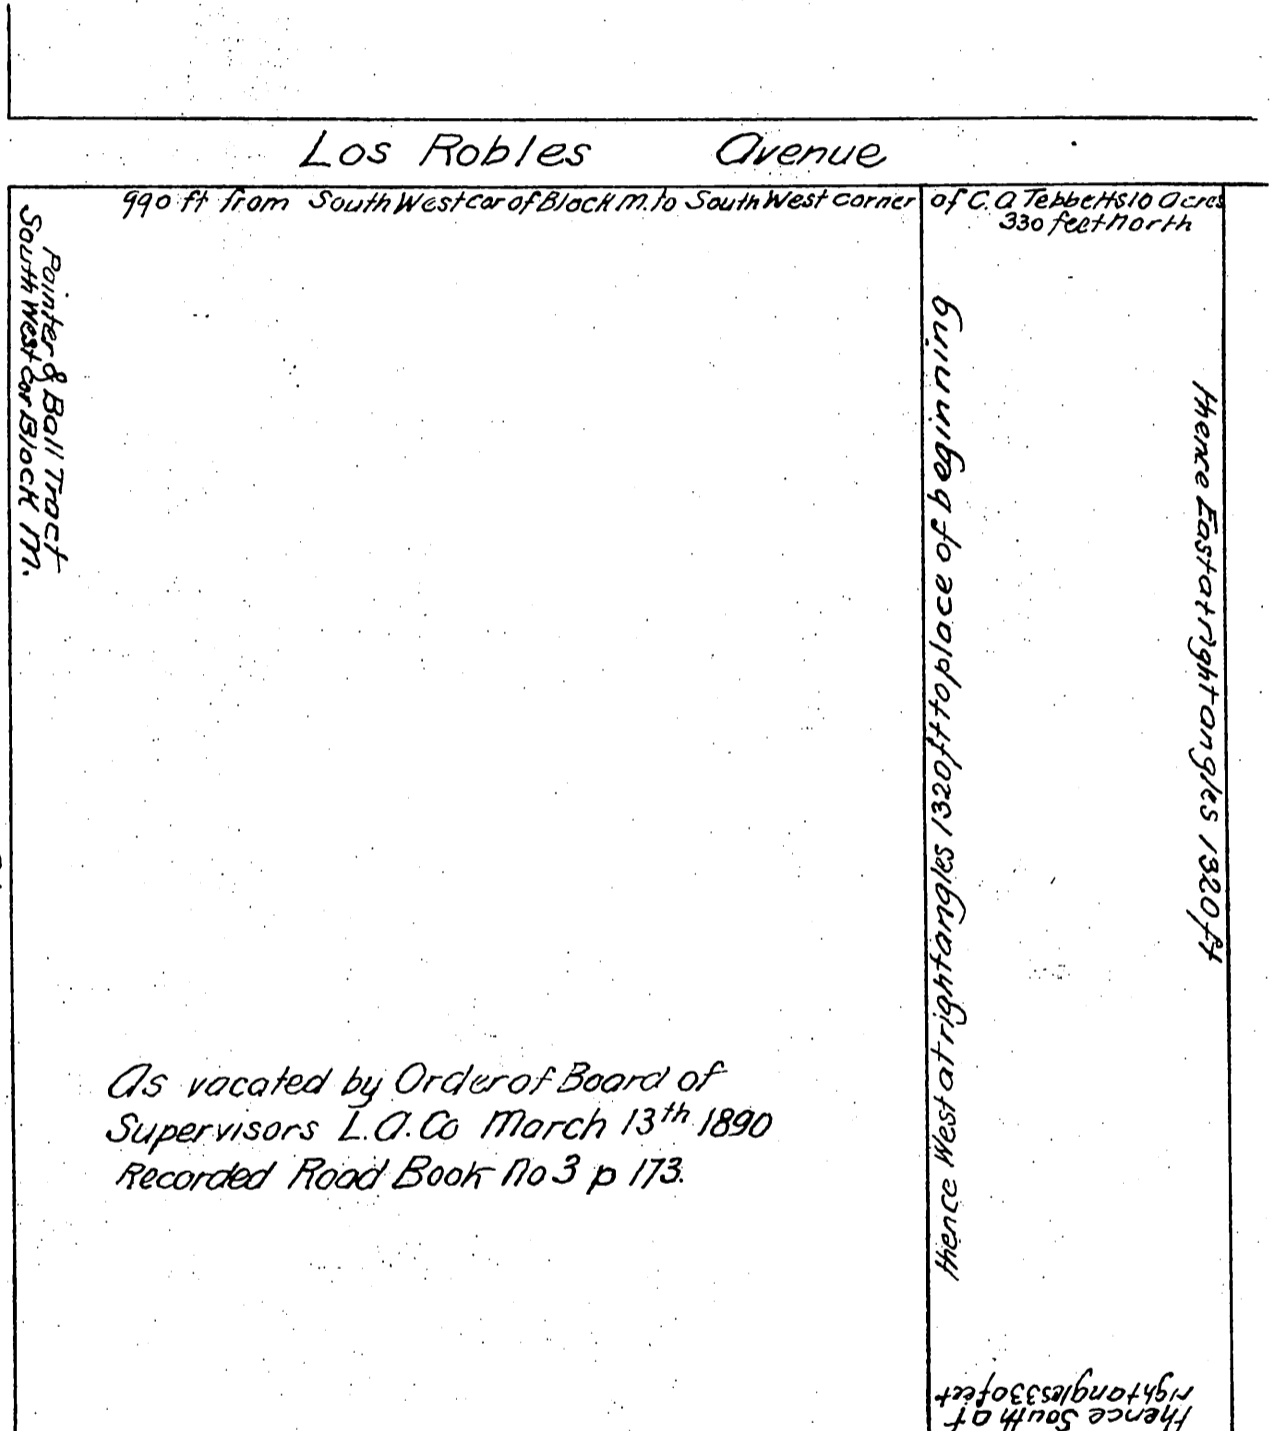 Los Robles Avenue
990 ft from South West cor of Block M. to South West corner of C. A Tebbetts 10 Acres
330 feet North
Painter & Ball Tract
South West Cor Block M.
thence East at right angles 1320 ft
thence South at
right angles 330 feet
thence West at right angles 1320 ft to place of beginning
As vacated by Order of Board of
Supervisors L.A. Co March 13th 1890
Recorded Road Book No 3 p 173.